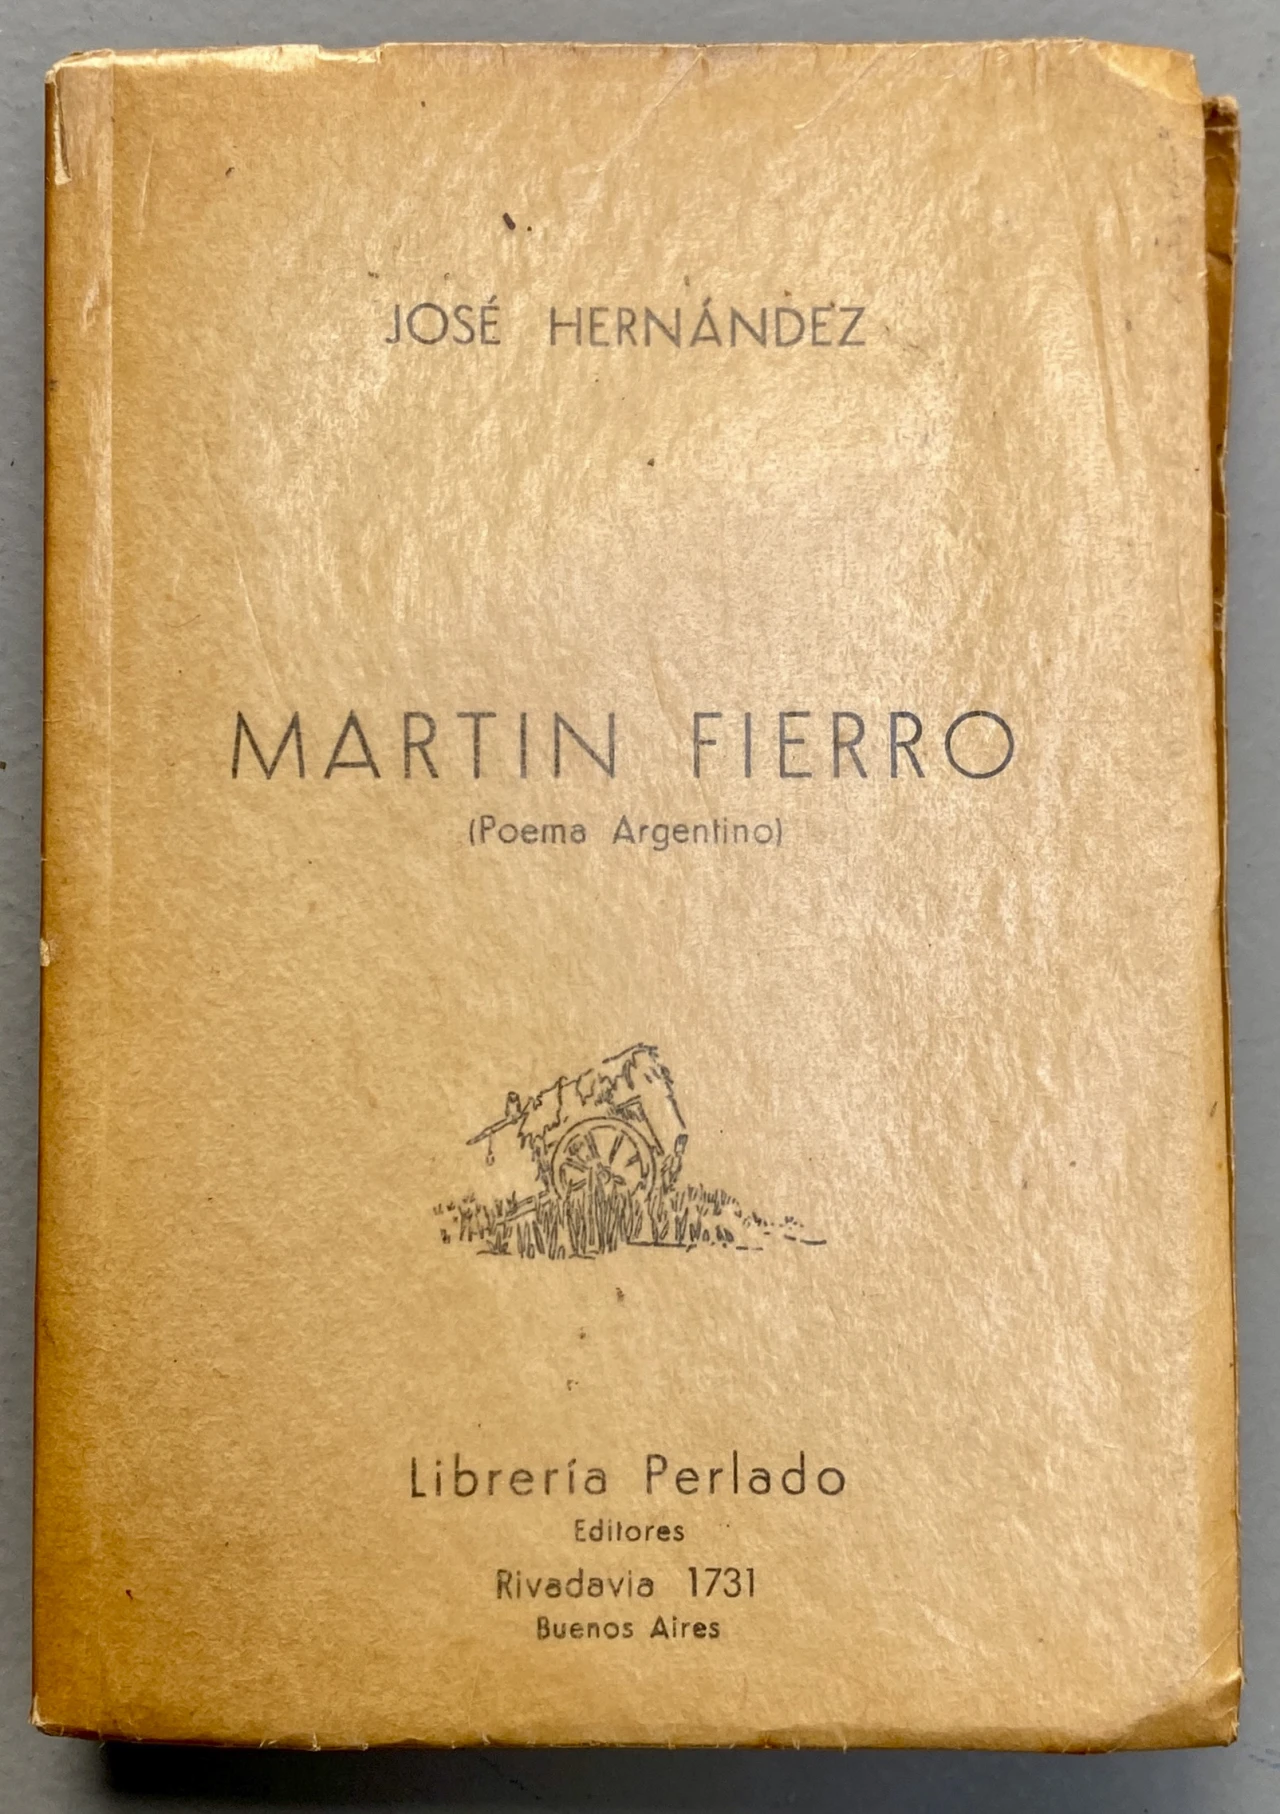 JOSÉ HERNÁNDEZ
MARTIN FIERRO
(Poema Argentino)
Librería Perlado
Editores
Rivadavia 1731
Buenos Aires